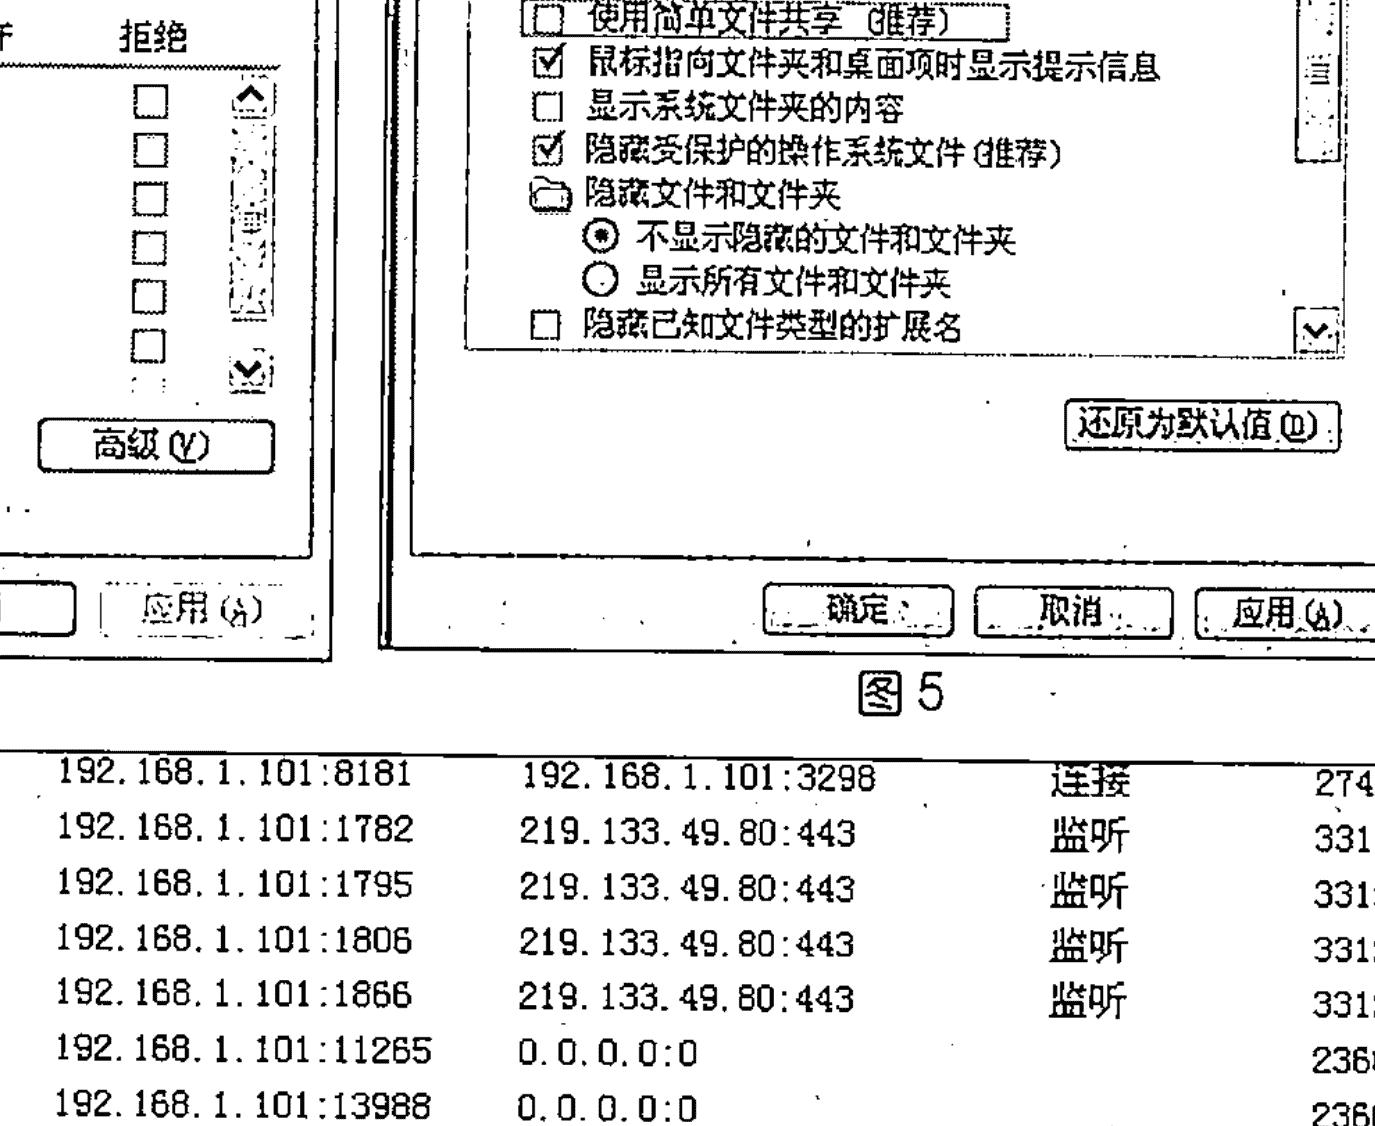 拒绝
高级(V)
应用(A)
使用简单文件共享 (推荐)
鼠标指向文件夹和桌面项时显示提示信息
显示系统文件夹的内容
隐藏受保护的操作系统文件(推荐)
隐藏文件和文件夹
不显示隐藏的文件和文件夹
显示所有文件和文件夹
隐藏已知文件类型的扩展名
还原为默认值(D)
确定 取消 应用(A)
图 5
192.168.1.101:8181 192.168.1.101:3298 连接 274
192.168.1.101:1782 219.133.49.80:443 监听 331
192.168.1.101:1795 219.133.49.80:443 监听 331
192.168.1.101:1806 219.133.49.80:443 监听 331
192.168.1.101:1866 219.133.49.80:443 监听 331
192.168.1.101:11265 0.0.0.0:0 236
192.168.1.101:13988 0.0.0.0:0 236